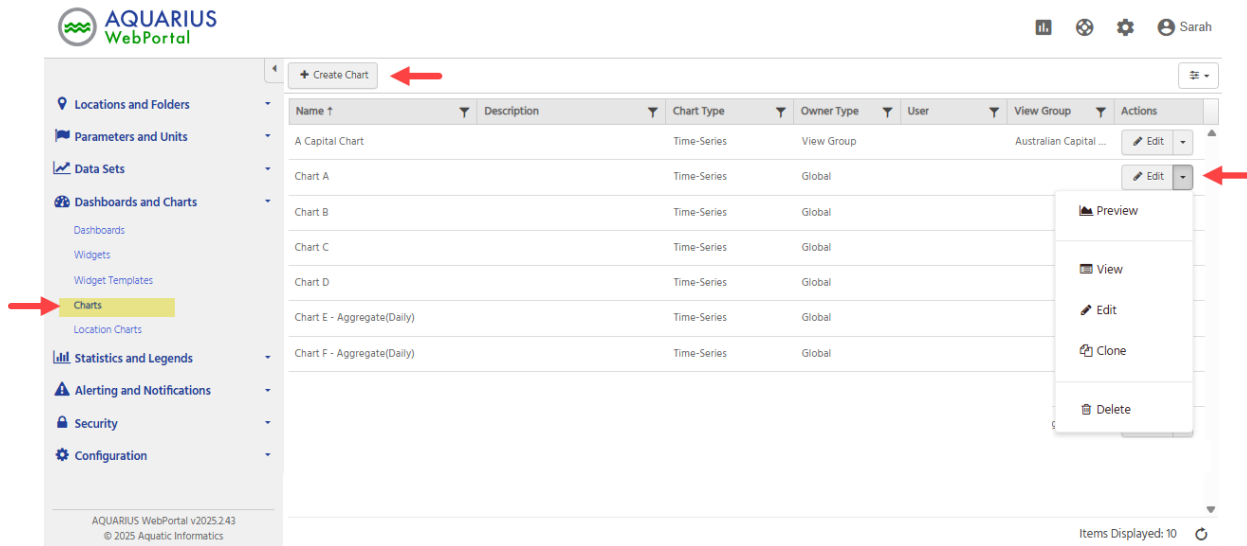 AQUARIUS
WebPortal
Sarah
+ Create Chart
Locations and Folders
Parameters and Units
Data Sets
Dashboards and Charts
Dashboards
Widgets
Widget Templates
Charts
Location Charts
Statistics and Legends
Alerting and Notifications
Security
Configuration
AQUARIUS WebPortal v2025.2.43
© 2025 Aquatic Informatics
Name ↑ Description Chart Type Owner Type User View Group Actions
A Capital Chart Time-Series View Group Australian Capital ... Edit
Chart A Time-Series Global Edit
Chart B Time-Series Global
Chart C Time-Series Global
Chart D Time-Series Global
Chart E - Aggregate(Daily) Time-Series Global
Chart F - Aggregate(Daily) Time-Series Global
Preview
View
Edit
Clone
Delete
Items Displayed: 10